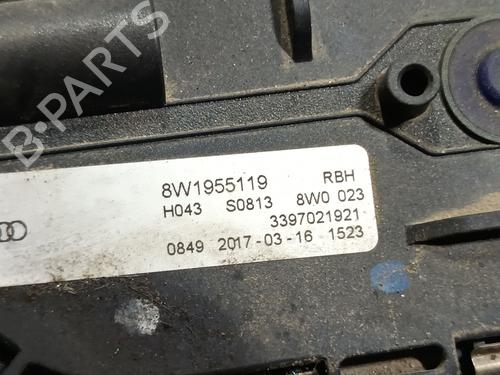 B-PARTS
8W1955119 RBH
H043 S0813 8W0 023
3397021921
0849 2017-03-16 1523